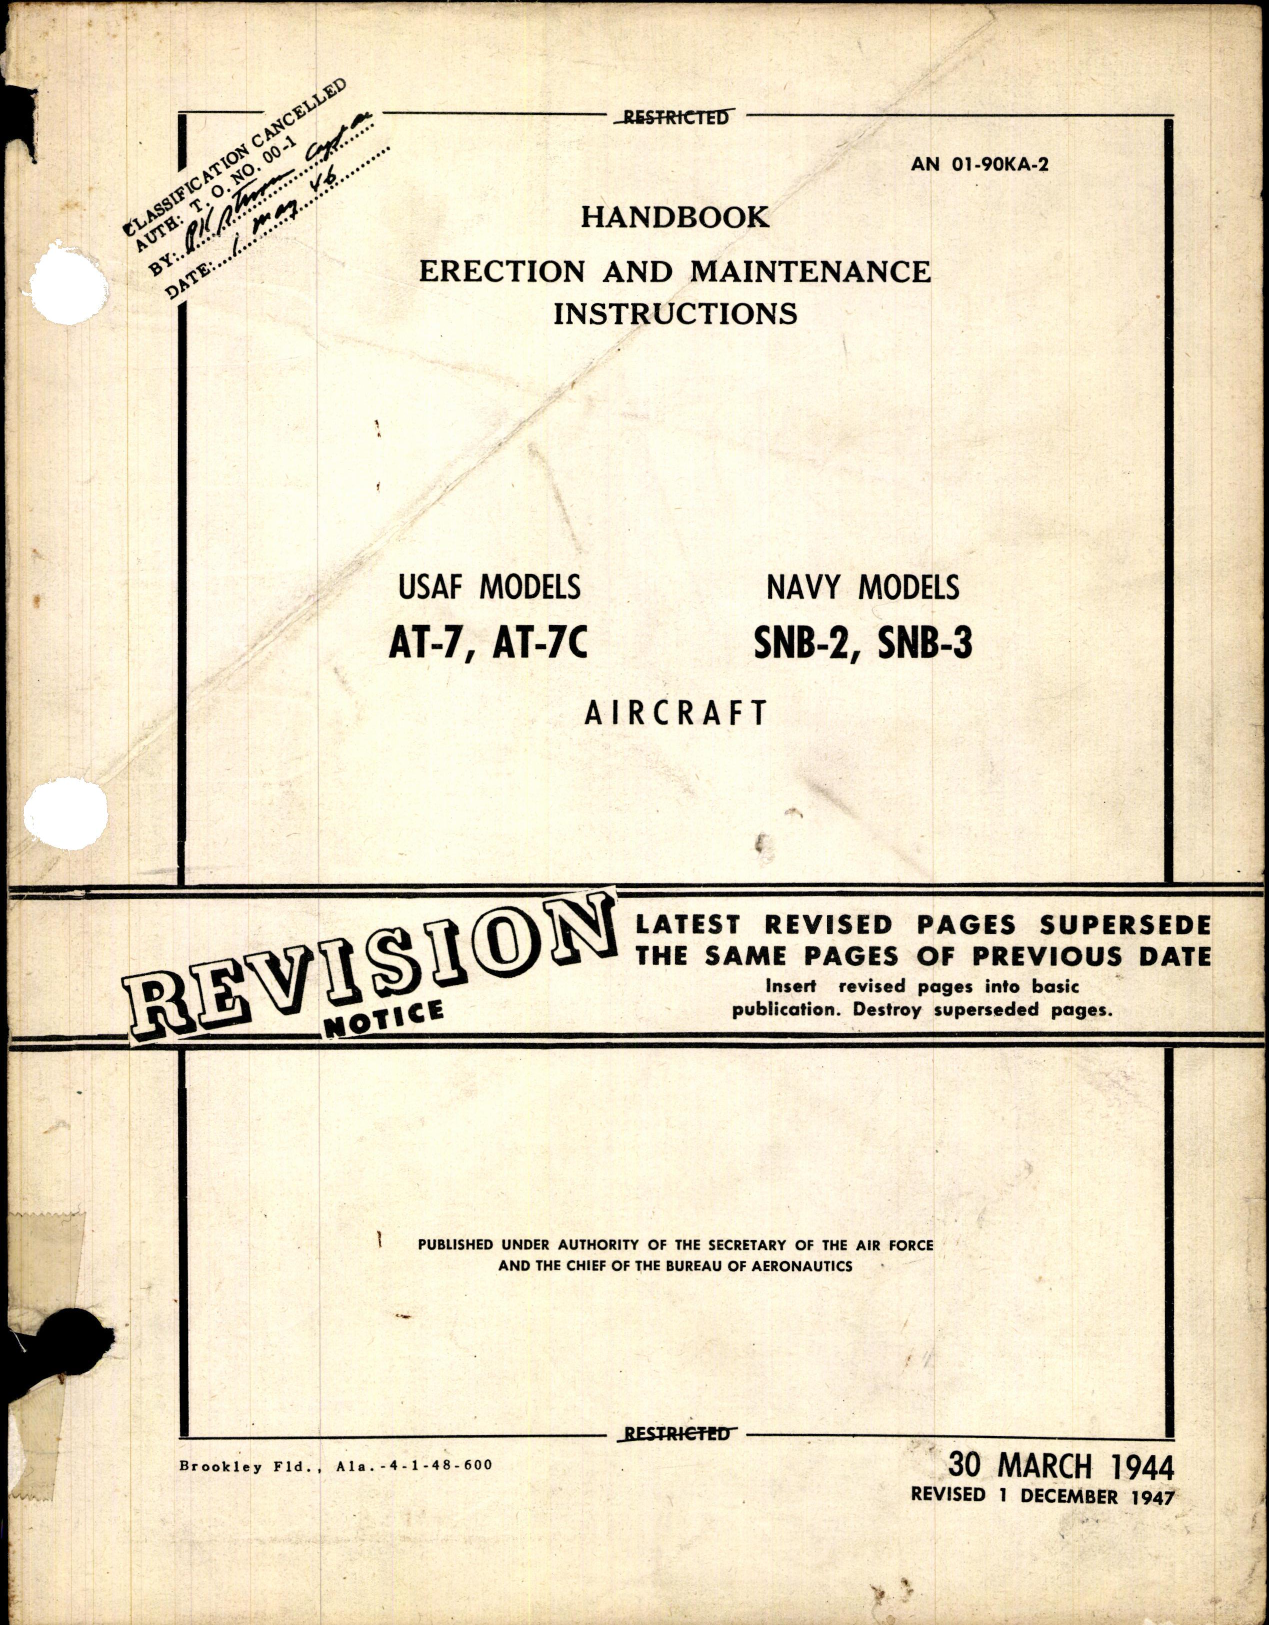 CLASSIFICATION CANCELLED
AUTH: T. O. NO. 00-1
BY:
DATE: 1 may 46
RESTRICTED
AN 01-90KA-2
HANDBOOK
ERECTION AND MAINTENANCE
INSTRUCTIONS
USAF MODELS
AT-7, AT-7C
NAVY MODELS
SNB-2, SNB-3
AIRCRAFT
REVISION
NOTICE
LATEST REVISED PAGES SUPERSEDE
THE SAME PAGES OF PREVIOUS DATE
Insert revised pages into basic
publication. Destroy superseded pages.
PUBLISHED UNDER AUTHORITY OF THE SECRETARY OF THE AIR FORCE
AND THE CHIEF OF THE BUREAU OF AERONAUTICS
RESTRICTED
Brookley Fld., Ala.-4-1-48-600
30 MARCH 1944
REVISED 1 DECEMBER 1947